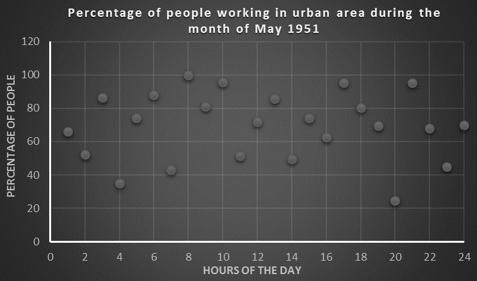 Percentage of people working in urban area during the
month of May 1951
120
100
80
60
40
20
0
PERCENTAGE OF PEOPLE
0 2 4 6 8 10 12 14 16 18 20 22 24
HOURS OF THE DAY